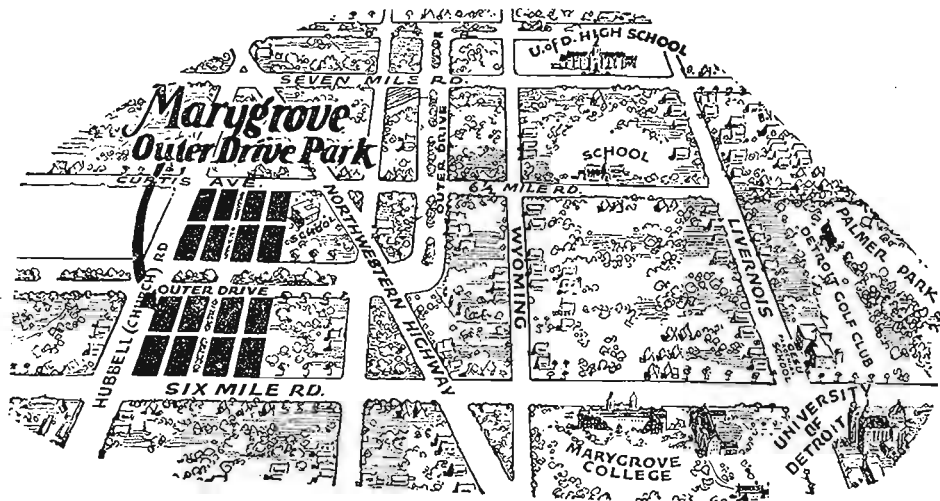 U. of D. HIGH SCHOOL
SEVEN MILE RD.
Marygrove
Outer Drive Park
OUTER DRIVE
SCHOOL
CURTIS AVE.
6½ MILE RD.
NORTHWESTERN HIGHWAY
WYOMING
LIVERNOIS
PALMER PARK
DETROIT GOLF CLUB
HUBBELL (CHURCH) RD
OUTER DRIVE
SIX MILE RD.
MARYGROVE
COLLEGE
UNIVERSITY
OF
DETROIT